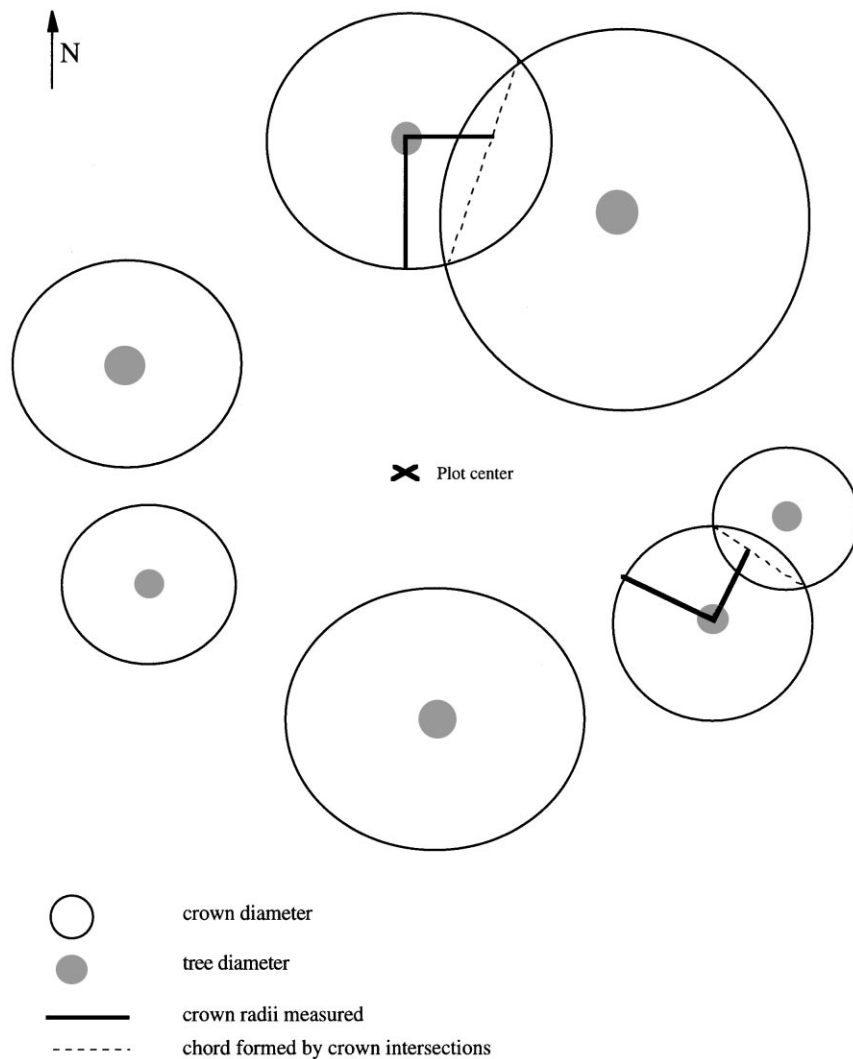 N
Plot center
crown diameter
tree diameter
crown radii measured
chord formed by crown intersections